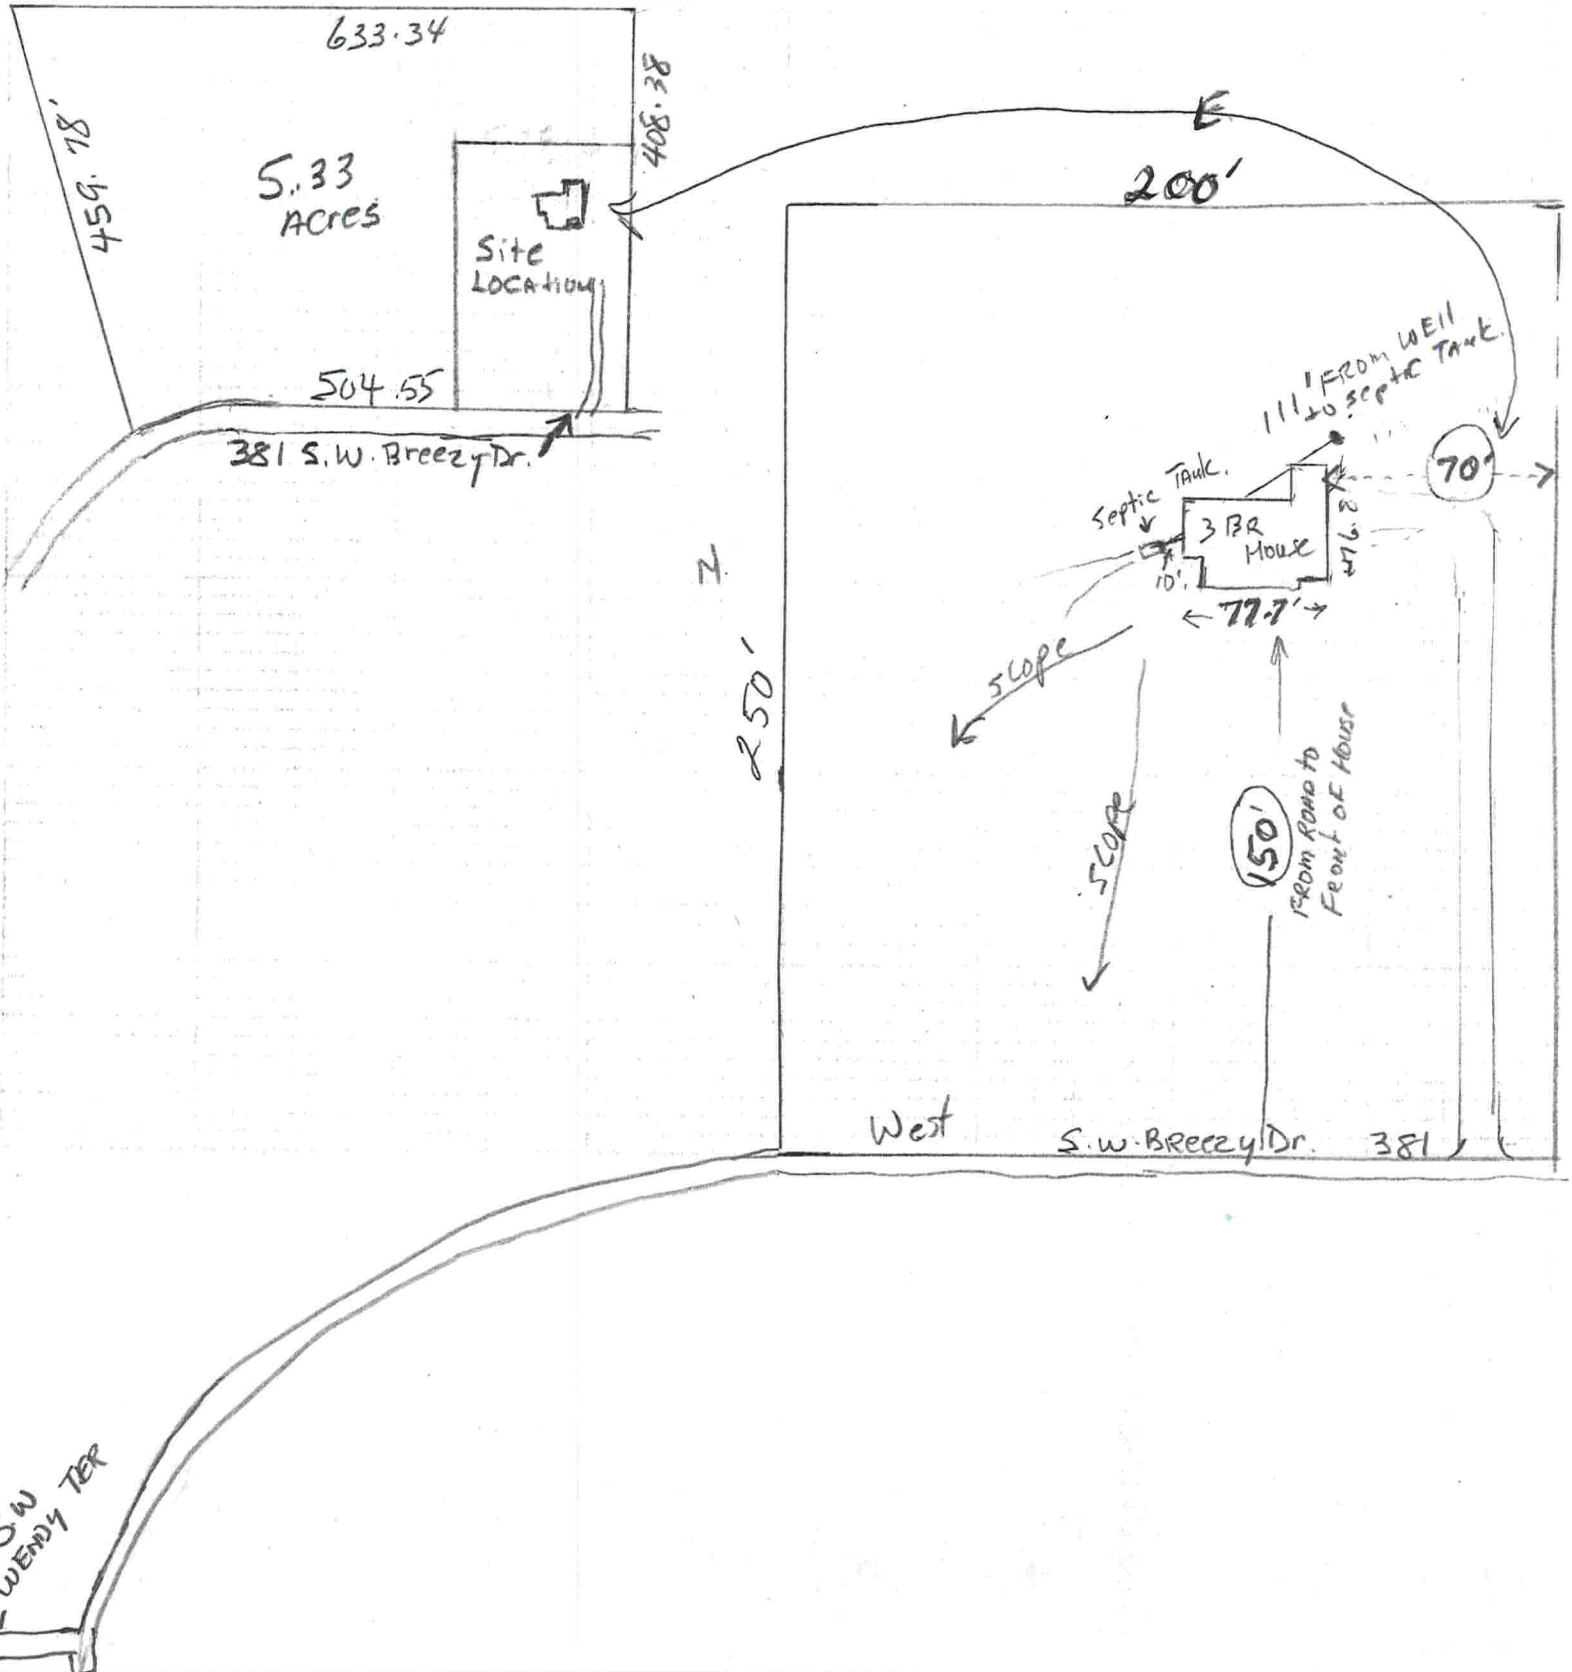 633.34
408.38
459.78'
5.33
Acres
Site
Location
504.55
381 S.W. Breezy Dr.
200'
111' From Well
to septic Tank.
70'
Septic Tank.
3 BR
House
10'
77.7'
Slope
Slope
250'
150'
From Road to
Front of House
West
S.W. Breezy Dr. 381
S.W
Wendy Ter